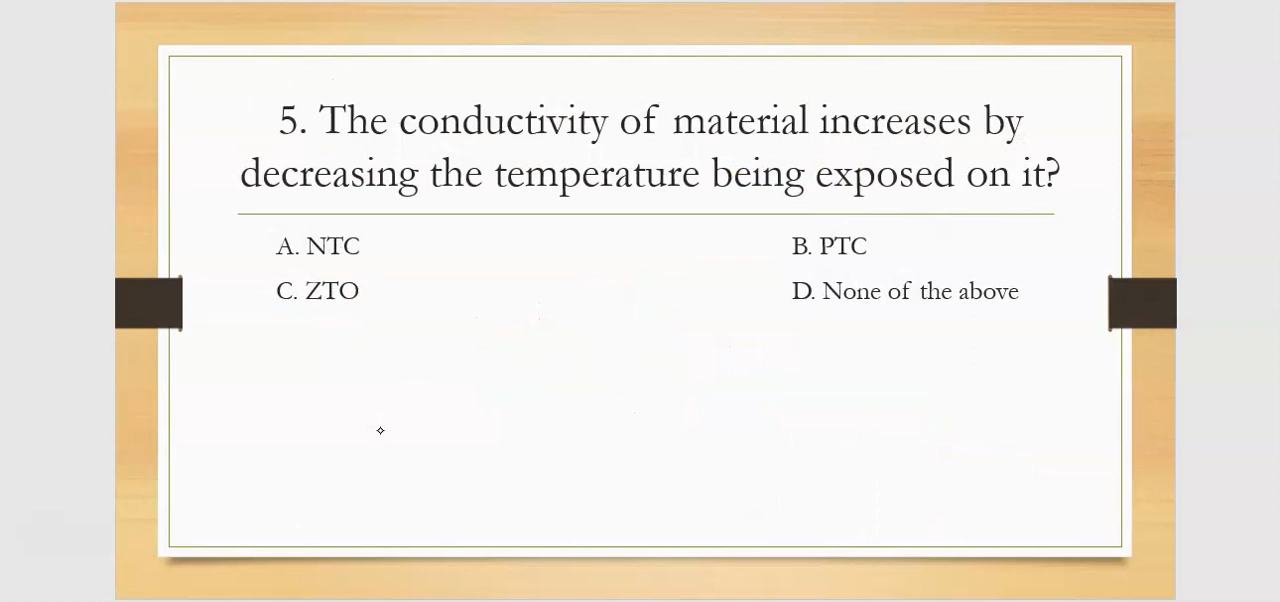 5. The conductivity of material increases by
decreasing the temperature being exposed on it?
A. NTC
B. PTC
C. ZTO
D. None of the above